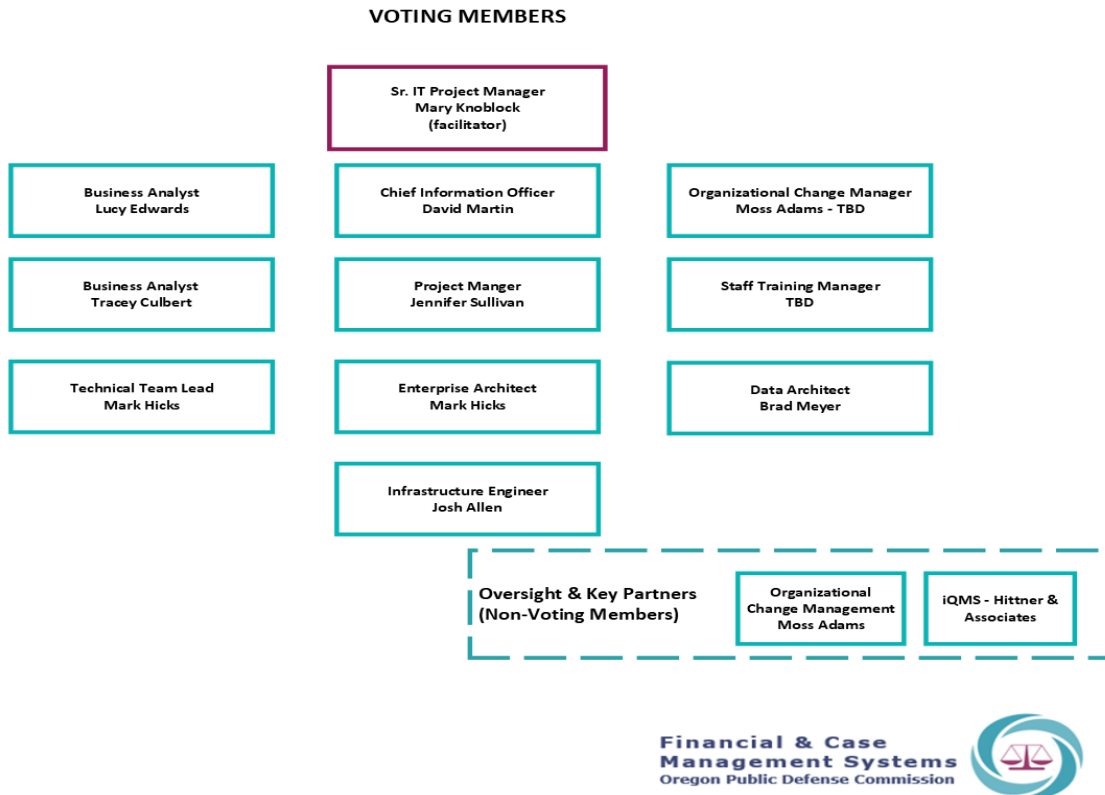 VOTING MEMBERS
Sr. IT Project Manager
Mary Knoblock
(facilitator)
Business Analyst
Lucy Edwards
Chief Information Officer
David Martin
Organizational Change Manager
Moss Adams - TBD
Business Analyst
Tracey Culbert
Project Manger
Jennifer Sullivan
Staff Training Manager
TBD
Technical Team Lead
Mark Hicks
Enterprise Architect
Mark Hicks
Data Architect
Brad Meyer
Infrastructure Engineer
Josh Allen
Oversight & Key Partners
(Non-Voting Members)
Organizational
Change Management
Moss Adams
iQMS - Hittner &
Associates
Financial & Case
Management Systems
Oregon Public Defense Commission